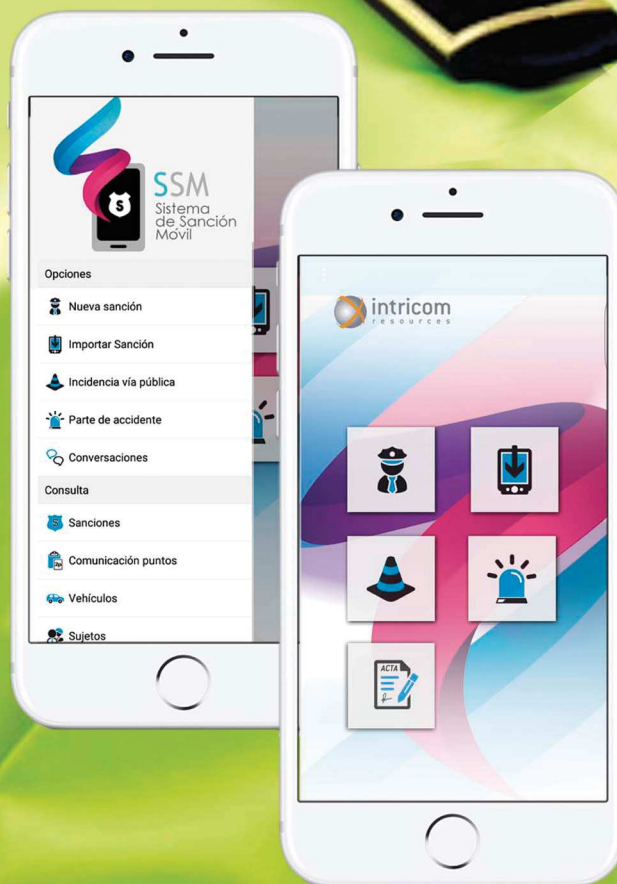 SSM
Sistema
de Sanción
Móvil
Opciones
Nueva sanción
Importar Sanción
Incidencia vía pública
Parte de accidente
Conversaciones
Consulta
Sanciones
Comunicación puntos
Vehículos
Sujetos
intricom
resources
ACTA